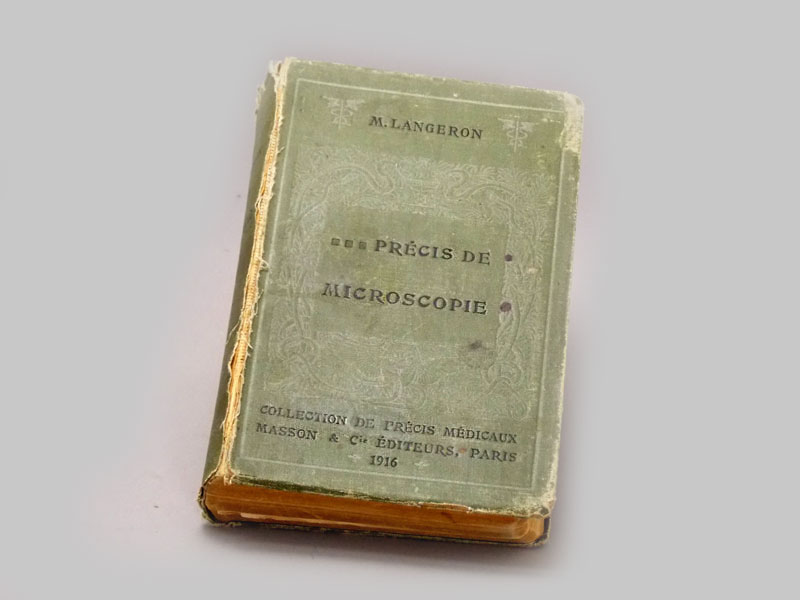 M. LANGERON
PRÉCIS DE
MICROSCOPIE
COLLECTION DE PRÉCIS MÉDICAUX
MASSON & Cie ÉDITEURS, PARIS
1916